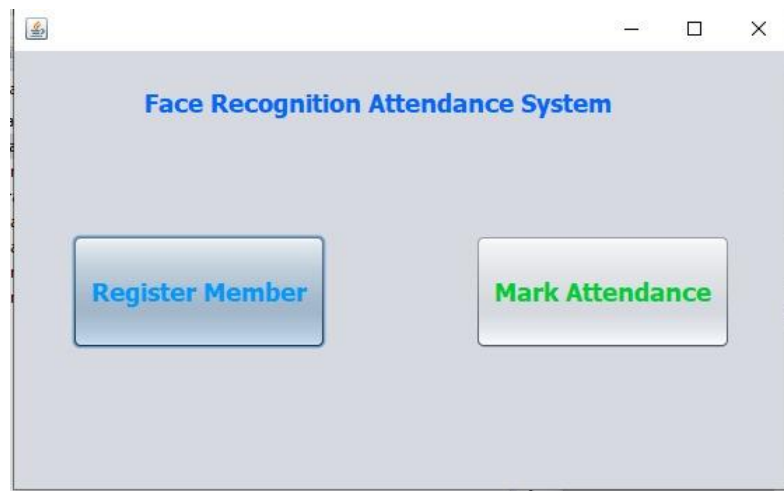 Face Recognition Attendance System
Register Member
Mark Attendance